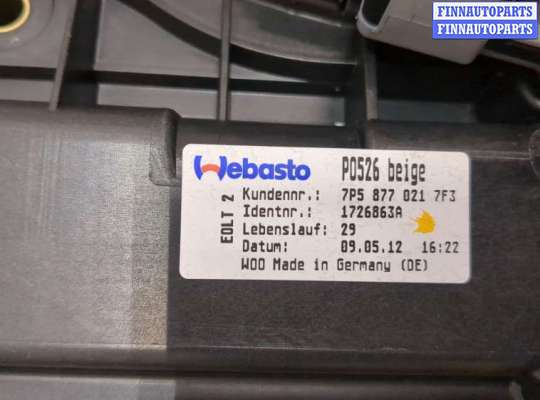 FINNAUTOPARTS
FINNAUTOPARTS
Webasto P0526 beige
EOLT 2
Kundennr.: 7P5 877 021 7F3
Identnr.: 1726863A
Lebenslauf: 29
Datum: 09.05.12 16:22
W00 Made in Germany (DE)